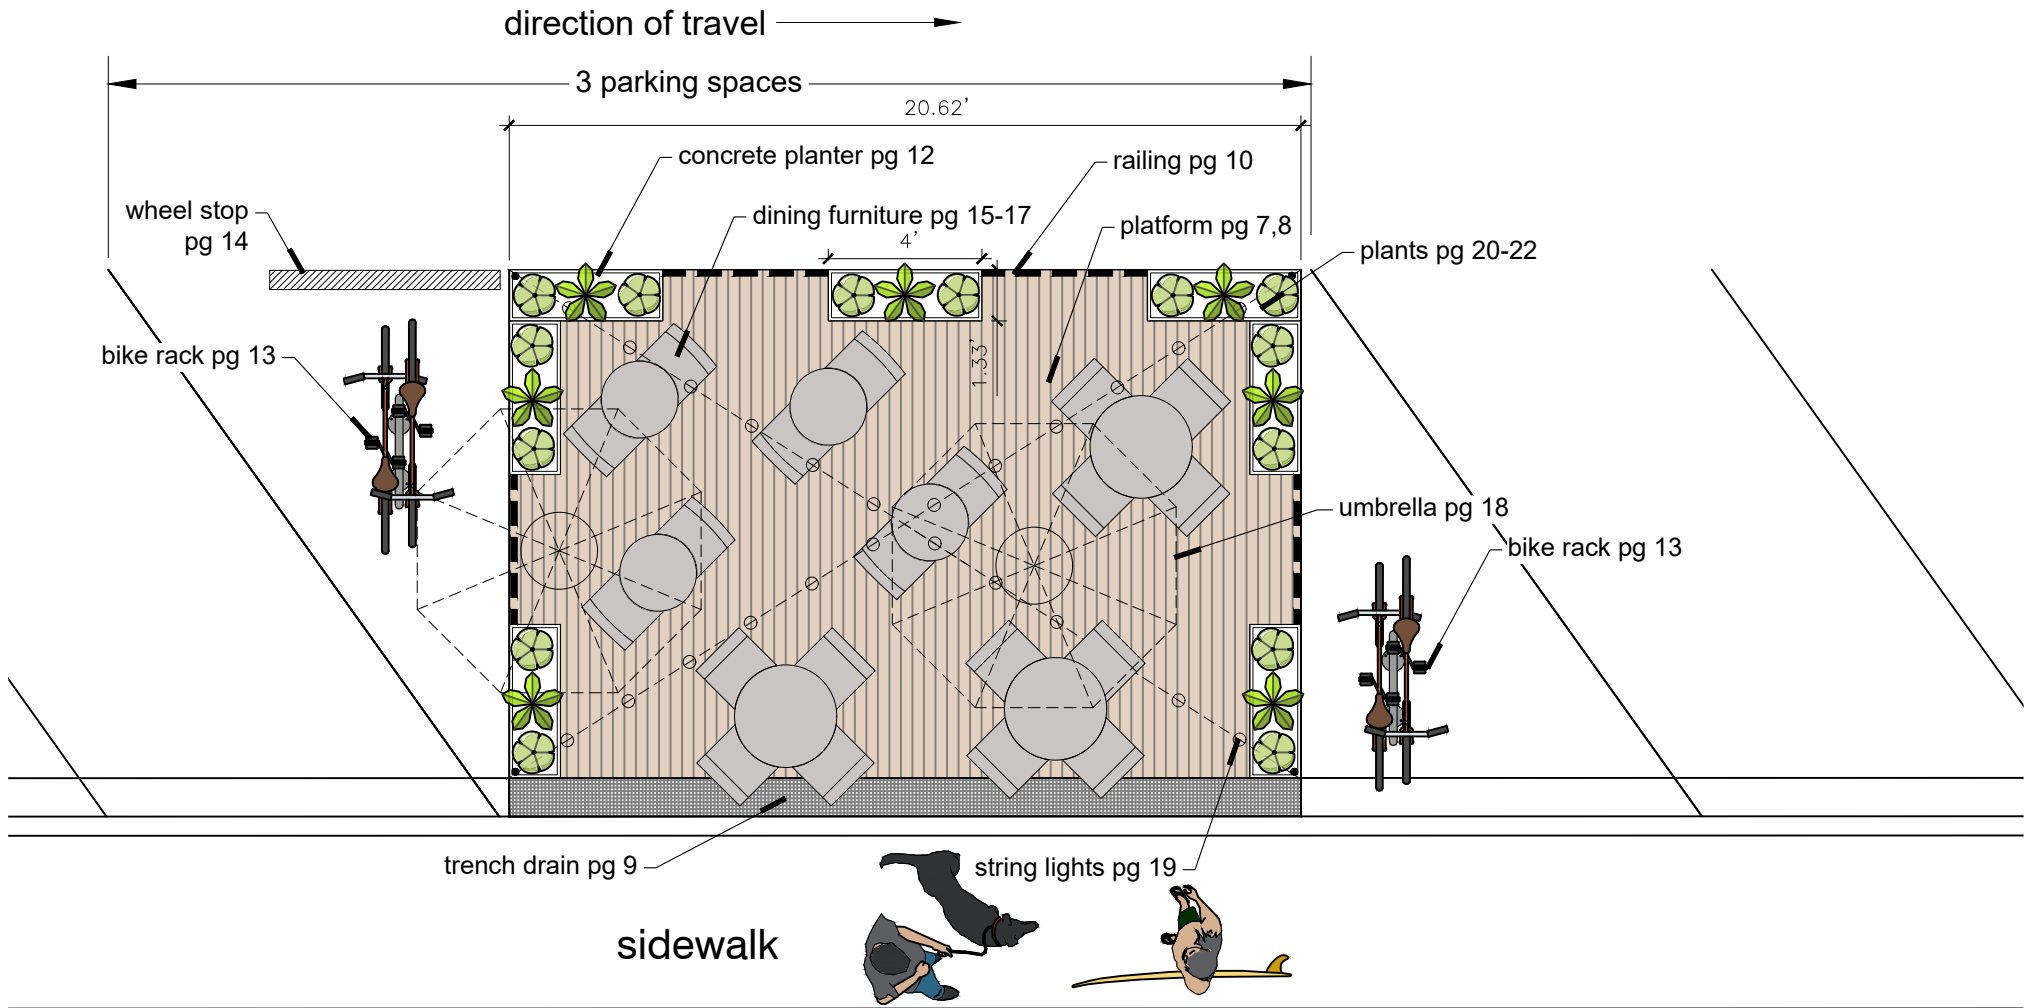 direction of travel
3 parking spaces
20.62'
concrete planter pg 12
railing pg 10
wheel stop
pg 14
dining furniture pg 15-17
platform pg 7,8
4'
plants pg 20-22
bike rack pg 13
1.33'
umbrella pg 18
bike rack pg 13
trench drain pg 9
string lights pg 19
sidewalk